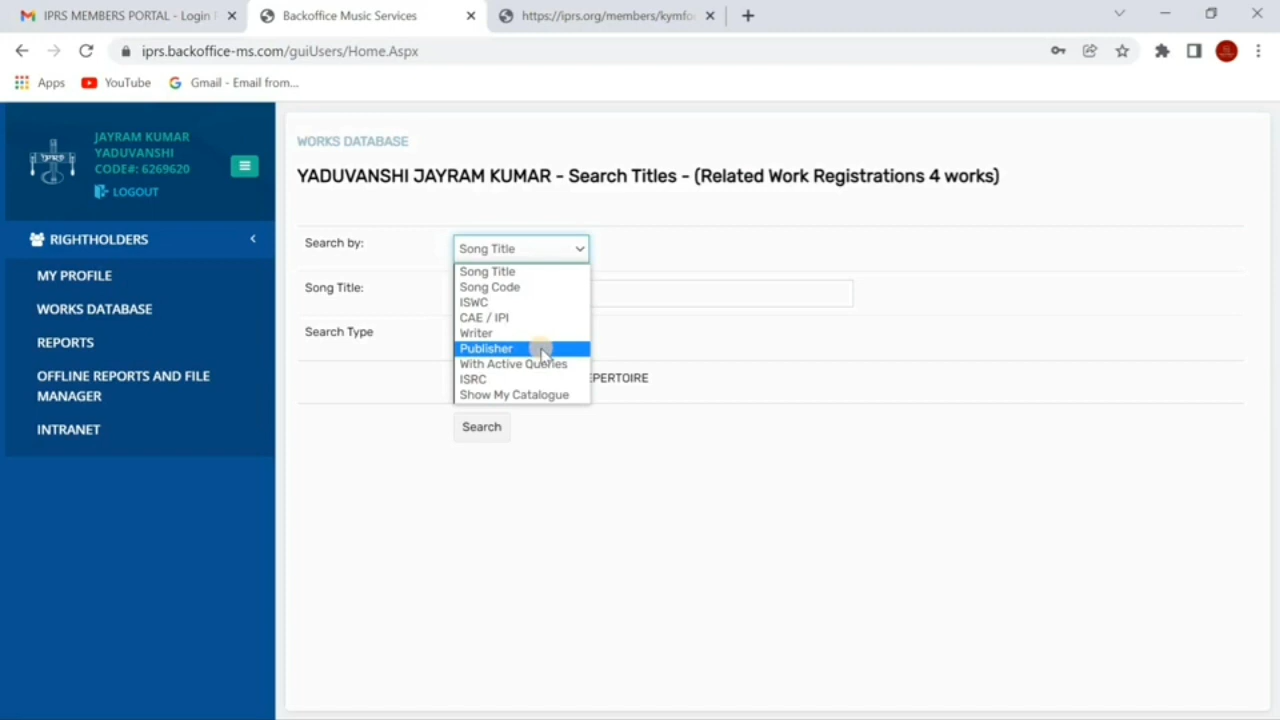 IPRS MEMBERS PORTAL - Login
Backoffice Music Services
https://iprs.org/members/kymfo
iprs.backoffice-ms.com/guiUsers/Home.Aspx
Apps
YouTube
Gmail - Email from...
JAYRAM KUMAR
YADUVANSHI
CODE#: 6269620
LOGOUT
RIGHTHOLDERS
MY PROFILE
WORKS DATABASE
REPORTS
OFFLINE REPORTS AND FILE
MANAGER
INTRANET
WORKS DATABASE
YADUVANSHI JAYRAM KUMAR - Search Titles - (Related Work Registrations 4 works)
Search by:
Song Title
Song Title
Song Code
ISWC
CAE / IPI
Writer
Publisher
With Active Queries
ISRC
Show My Catalogue
Song Title:
Search Type
EPERTOIRE
Search